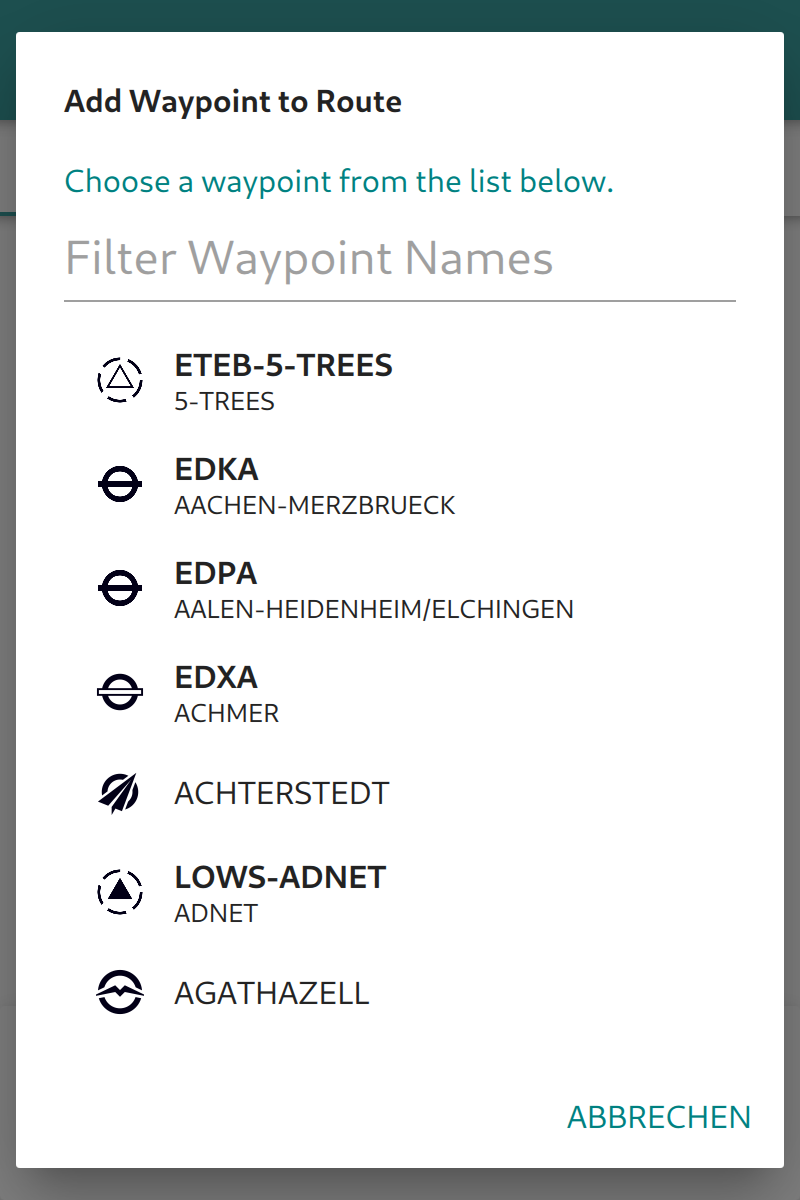 Add Waypoint to Route
Choose a waypoint from the list below.
Filter Waypoint Names
ETEB-5-TREES
5-TREES
EDKA
AACHEN-MERZBRUECK
EDPA
AALEN-HEIDENHEIM/ELCHINGEN
EDXA
ACHMER
ACHTERSTEDT
LOWS-ADNET
ADNET
AGATHAZELL
ABBRECHEN